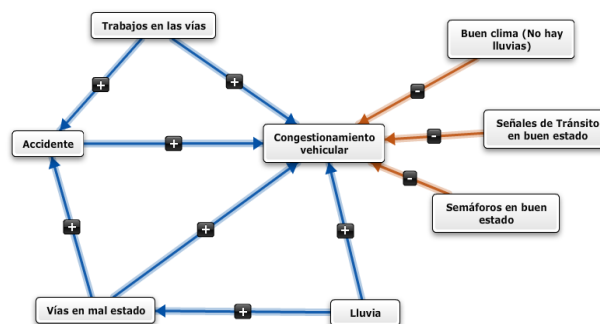 Trabajos en las vías
Buen clima (No hay
lluvias)
+
+
-
Señales de Tránsito
en buen estado
Accidente
+
Congestionamiento
vehicular
-
-
Semáforos en buen
estado
+
+
+
Vías en mal estado
+
Lluvia